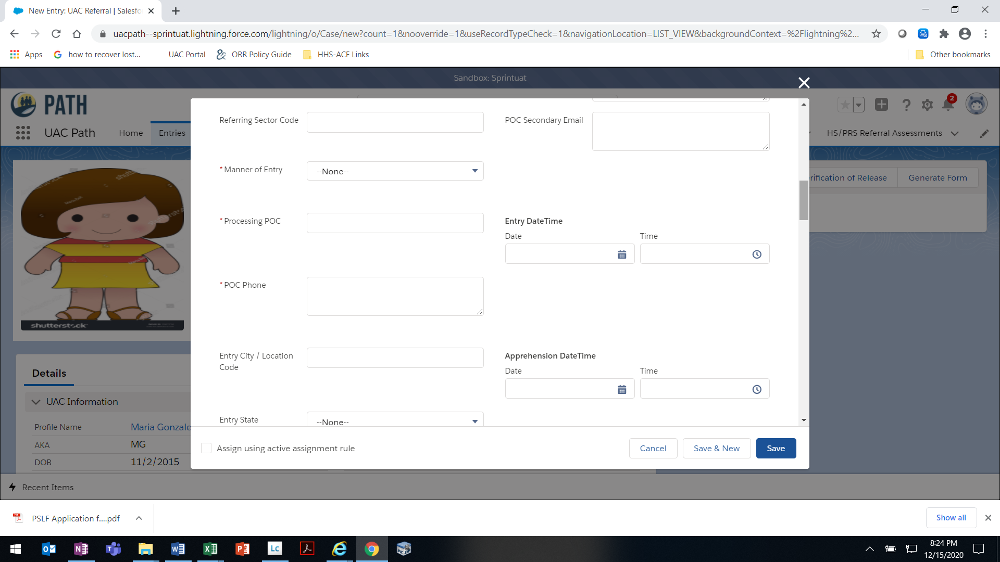 New Entry: UAC Referral | Salesfo
uacpath--sprintuat.lightning.force.com/lightning/o/Case/new?count=1&nooverride=1&useRecordTypeCheck=1&navigationLocation=LIST_VIEW&backgroundContext=%2Flightning%2...
Apps how to recover lost... UAC Portal ORR Policy Guide HHS-ACF Links Other bookmarks
Sandbox: Sprintuat
PATH
2
UAC Path Home Entries HS/PRS Referral Assessments
Referring Sector Code POC Secondary Email
*Manner of Entry --None--
rification of Release Generate Form
*Processing POC Entry DateTime
Date Time
*POC Phone
shutterstock
Entry City / Location
Code
Apprehension DateTime
Date Time
Details
UAC Information
Entry State --None--
Profile Name Maria Gonzale
AKA MG
DOB 11/2/2015
Assign using active assignment rule Cancel Save & New Save
Recent Items
PSLF Application f....pdf Show all
Lc
8:24 PM
12/15/2020